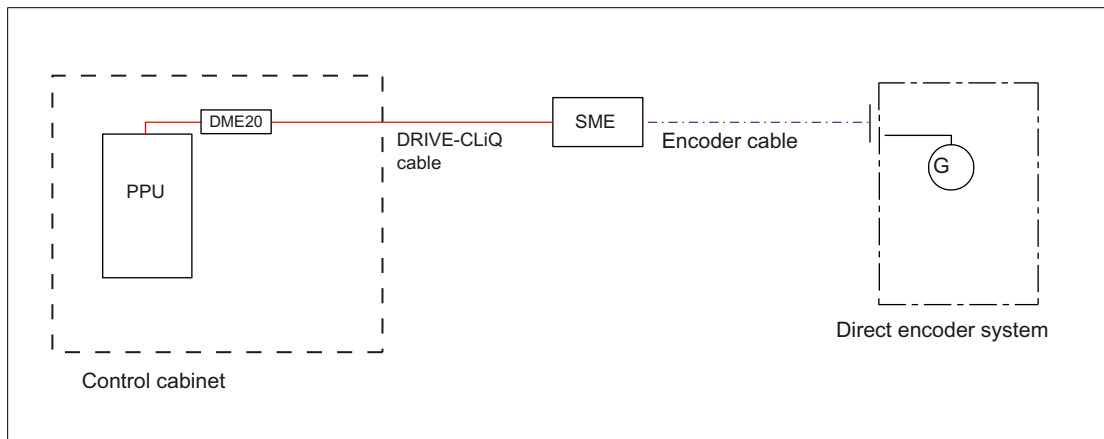 DME20
SME
DRIVE-CLiQ
cable
Encoder cable
PPU
G
Direct encoder system
Control cabinet